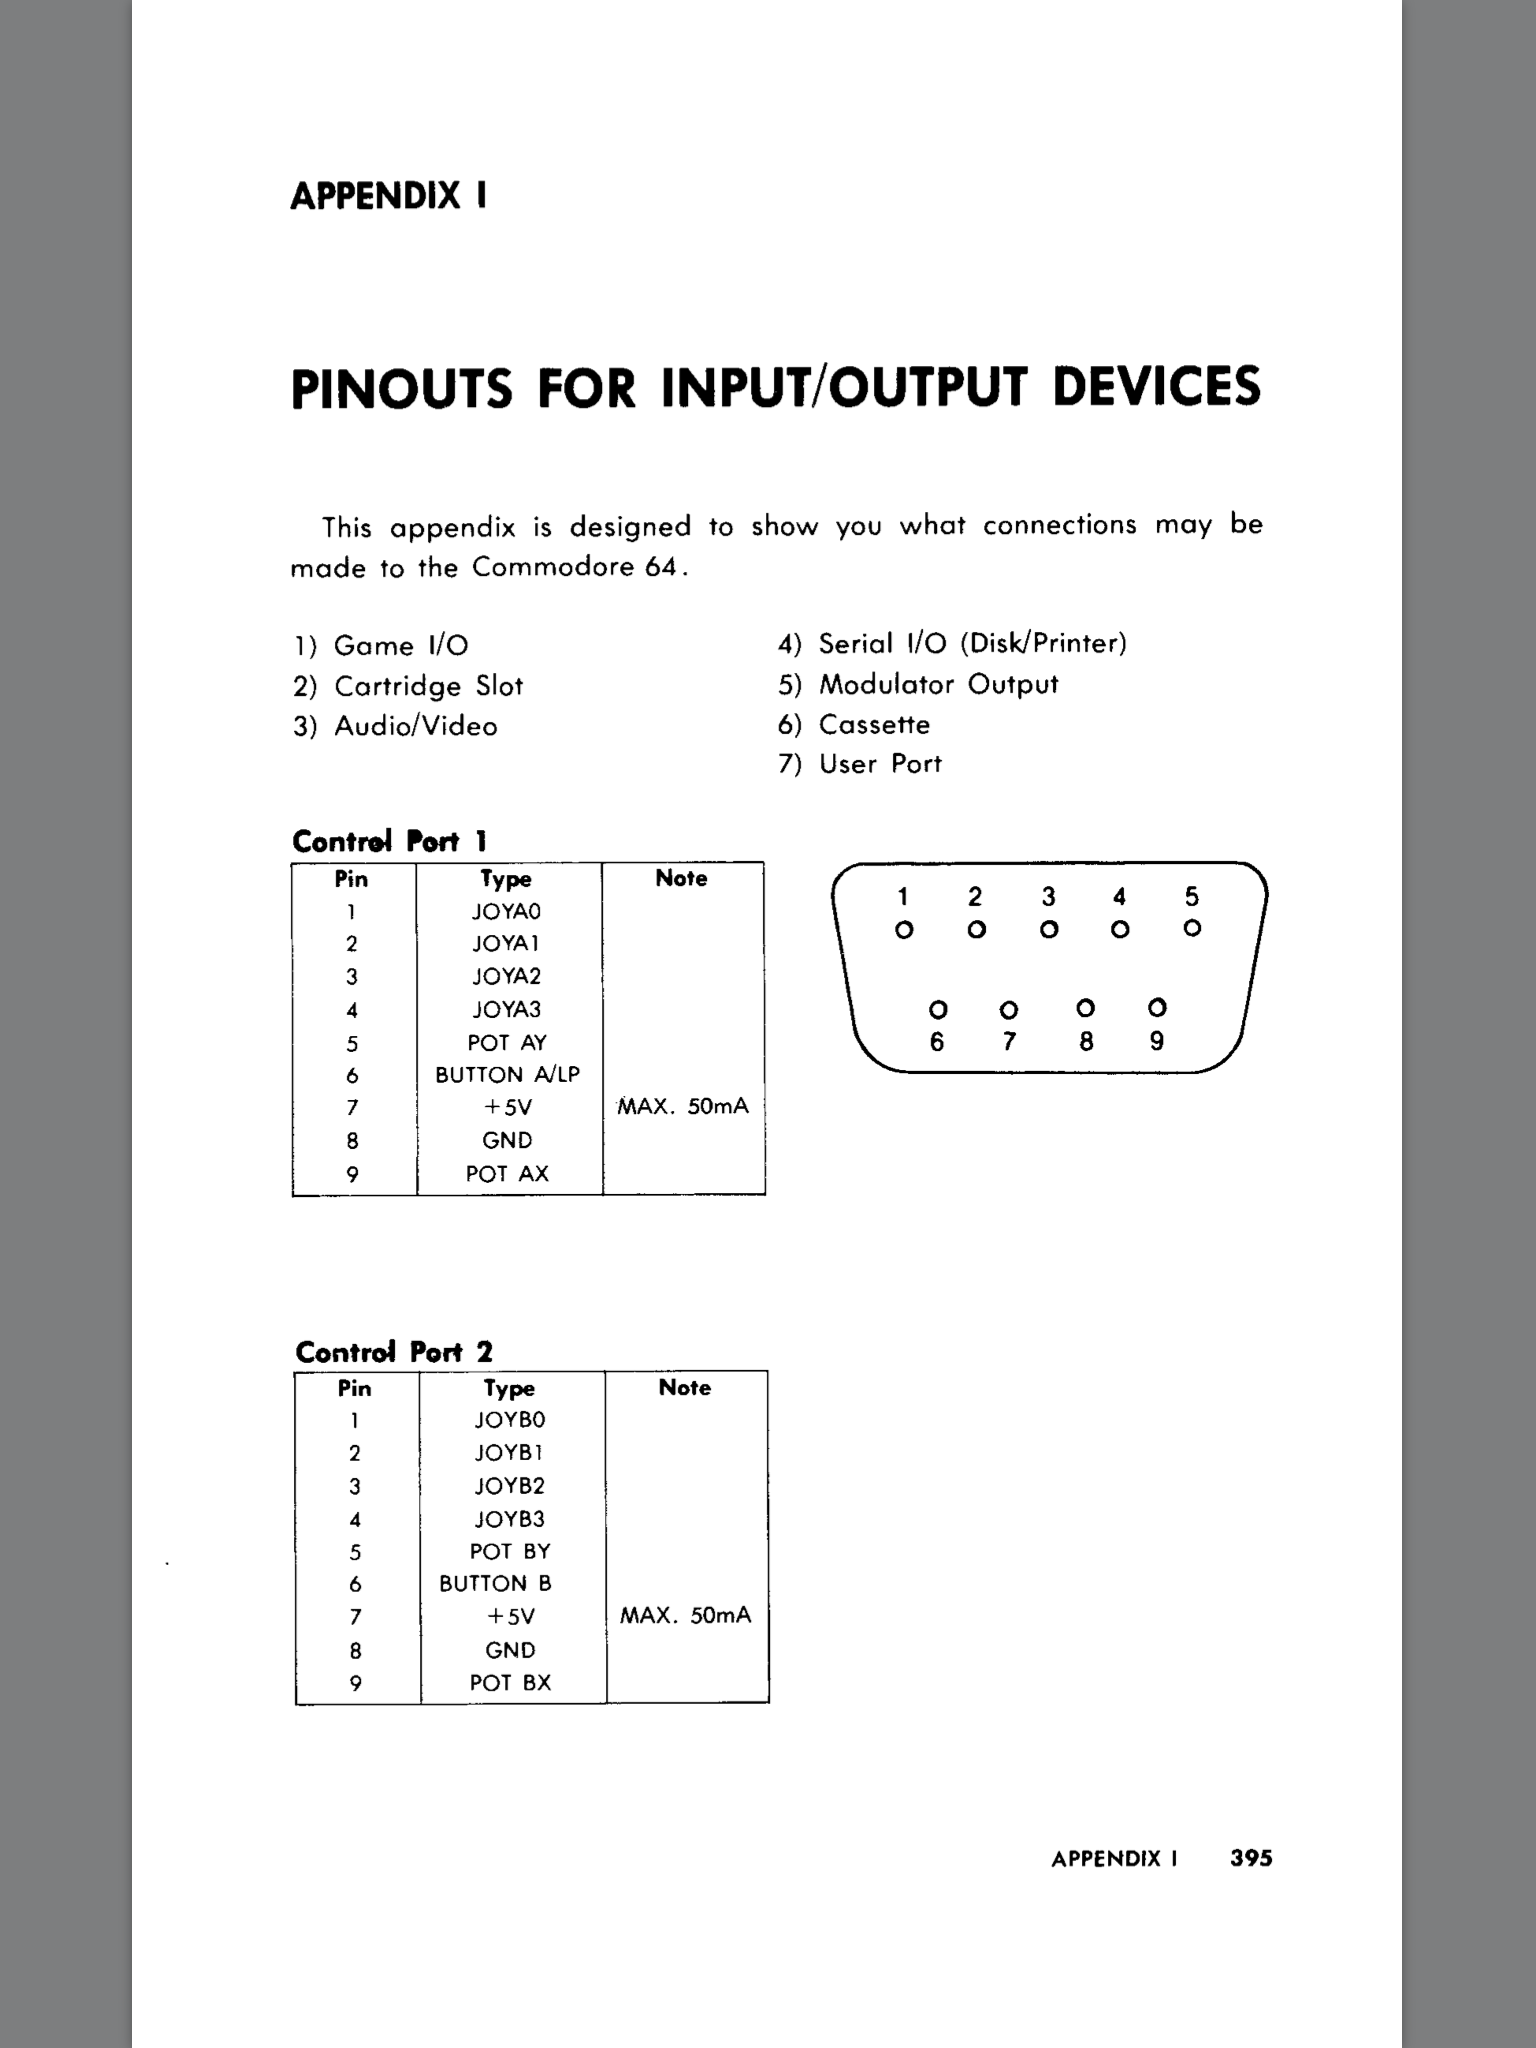 APPENDIX I
PINOUTS FOR INPUT/OUTPUT DEVICES
This appendix is designed to show you what connections may be
made to the Commodore 64.
1) Game I/O
2) Cartridge Slot
3) Audio/Video
4) Serial I/O (Disk/Printer)
5) Modulator Output
6) Cassette
7) User Port
Control Port 1
Pin Type Note
1 JOYA0
2 JOYA1
3 JOYA2
4 JOYA3
5 POT AY
6 BUTTON A/LP
7 +5V MAX. 50mA
8 GND
9 POT AX
1 2 3 4 5
6 7 8 9
Control Port 2
Pin Type Note
1 JOYB0
2 JOYB1
3 JOYB2
4 JOYB3
5 POT BY
6 BUTTON B
7 +5V MAX. 50mA
8 GND
9 POT BX
APPENDIX I 395